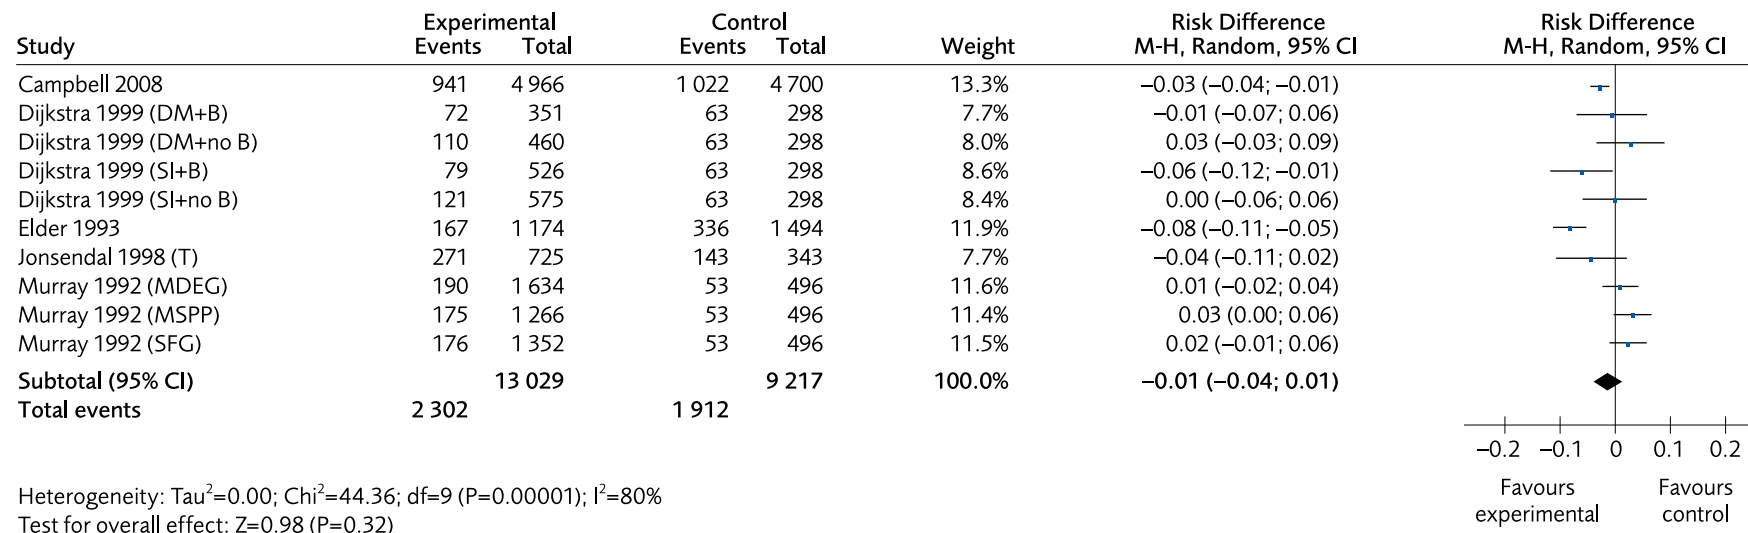 Experimental Control Risk Difference Risk Difference
Study Events Total Events Total Weight M-H, Random, 95% CI M-H, Random, 95% CI
Campbell 2008 941 4 966 1 022 4 700 13.3% −0.03 (−0.04; −0.01)
Dijkstra 1999 (DM+B) 72 351 63 298 7.7% −0.01 (−0.07; 0.06)
Dijkstra 1999 (DM+no B) 110 460 63 298 8.0% 0.03 (−0.03; 0.09)
Dijkstra 1999 (SI+B) 79 526 63 298 8.6% −0.06 (−0.12; −0.01)
Dijkstra 1999 (SI+no B) 121 575 63 298 8.4% 0.00 (−0.06; 0.06)
Elder 1993 167 1 174 336 1 494 11.9% −0.08 (−0.11; −0.05)
Jonsendal 1998 (T) 271 725 143 343 7.7% −0.04 (−0.11; 0.02)
Murray 1992 (MDEG) 190 1 634 53 496 11.6% 0.01 (−0.02; 0.04)
Murray 1992 (MSPP) 175 1 266 53 496 11.4% 0.03 (0.00; 0.06)
Murray 1992 (SFG) 176 1 352 53 496 11.5% 0.02 (−0.01; 0.06)
Subtotal (95% CI) 13 029 9 217 100.0% −0.01 (−0.04; 0.01)
Total events 2 302 1 912
−0.2 −0.1 0 0.1 0.2
Heterogeneity: Tau²=0.00; Chi²=44.36; df=9 (P=0.00001); I²=80%
Test for overall effect: Z=0.98 (P=0.32)
Favours Favours
experimental control